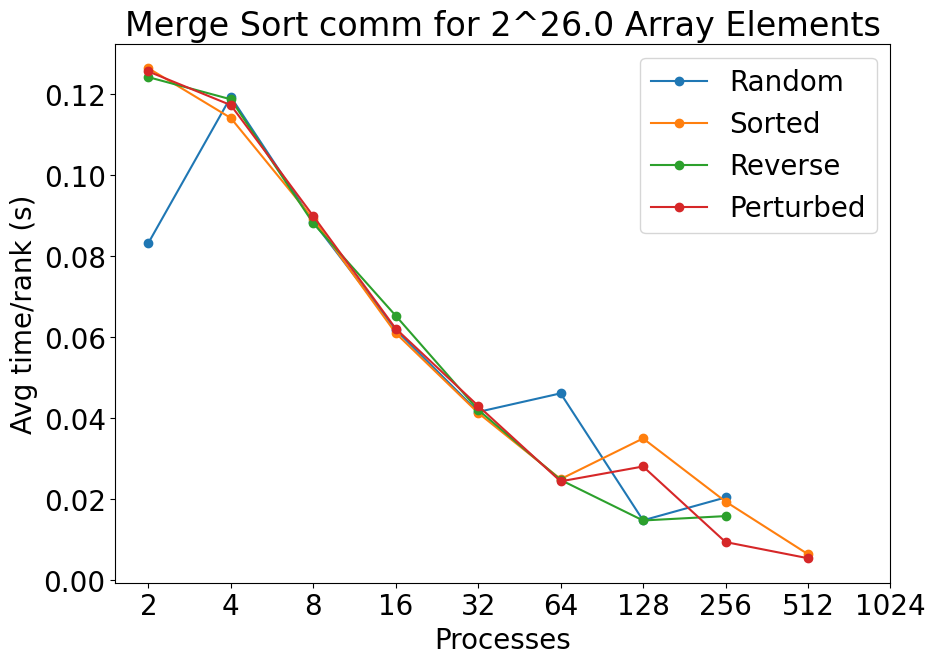 Merge Sort comm for 2^26.0 Array Elements
Random
Sorted
Reverse
Perturbed
Avg time/rank (s)
0.12
0.10
0.08
0.06
0.04
0.02
0.00
2 4 8 16 32 64 128 256 512 1024
Processes